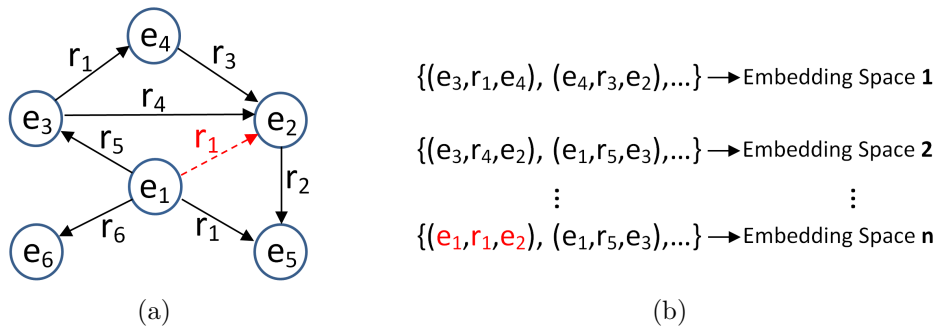 e₄
r₁
r₃
{(e₃,r₁,e₄), (e₄,r₃,e₂),...} → Embedding Space 1
e₃
r₄
e₂
r₅
r₁
{(e₃,r₄,e₂), (e₁,r₅,e₃),...} → Embedding Space 2
e₁
r₂
⋮ ⋮
r₆
r₁
e₆
e₅
{(e₁,r₁,e₂), (e₁,r₅,e₃),...} → Embedding Space n
(a)
(b)